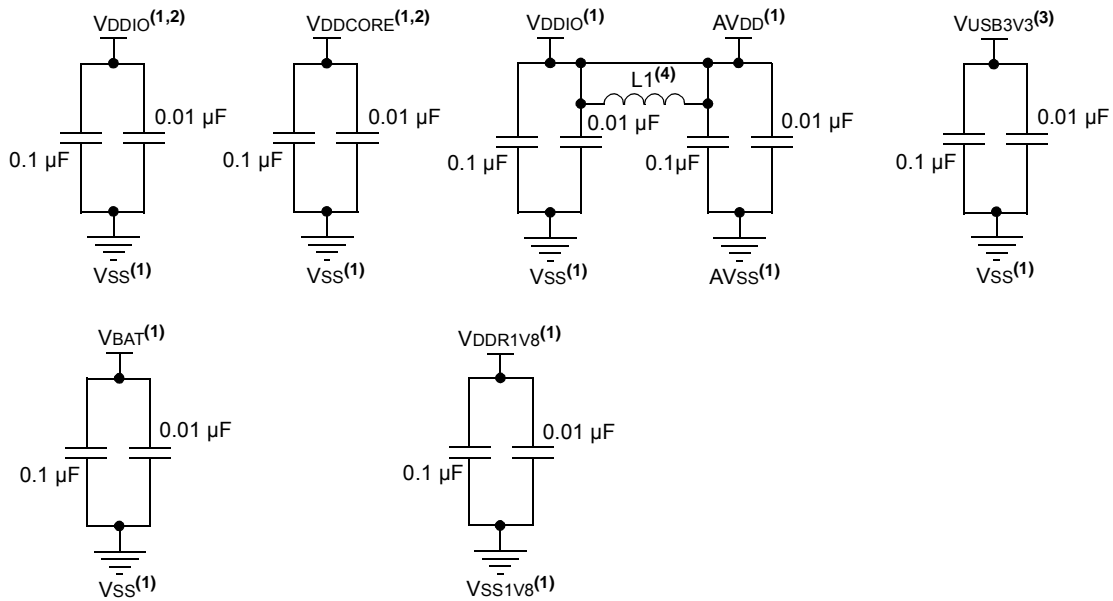 VDDIO(1,2)
0.01 µF
0.1 µF
VSS(1)
VDDCORE(1,2)
0.01 µF
0.1 µF
VSS(1)
VDDIO(1)
AVDD(1)
L1(4)
0.01 µF
0.01 µF
0.1 µF
0.1µF
VSS(1)
AVSS(1)
VUSB3V3(3)
0.01 µF
0.1 µF
VSS(1)
VBAT(1)
0.01 µF
0.1 µF
VSS(1)
VDDR1V8(1)
0.01 µF
0.1 µF
VSS1V8(1)